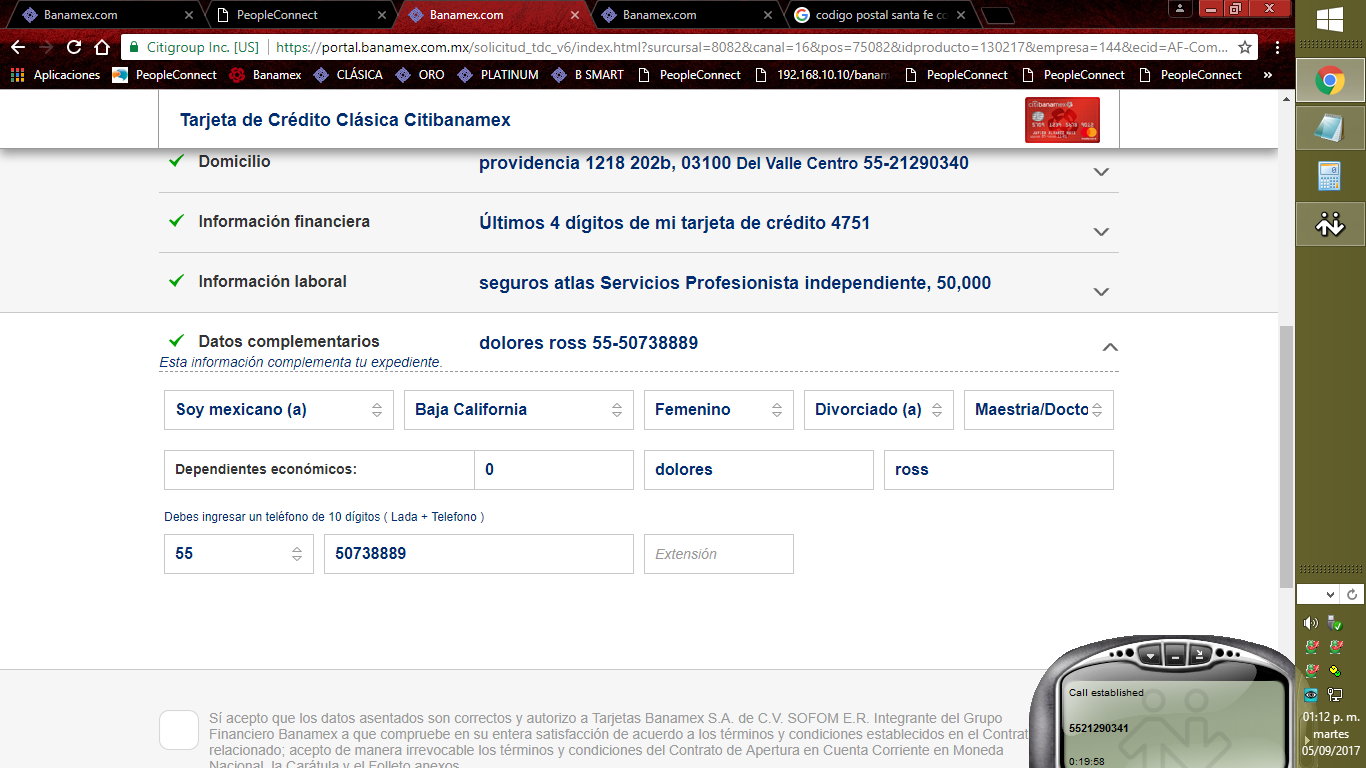 Banamex.com
PeopleConnect
Banamex.com
Banamex.com
codigo postal santa fe cc
Citigroup Inc. [US]
https://portal.banamex.com.mx/solicitud_tdc_v6/index.html?surcursal=8082&canal=16&pos=75082&idproducto=130217&empresa=144&ecid=AF-Com...
Aplicaciones PeopleConnect Banamex CLÁSICA ORO PLATINUM B SMART PeopleConnect 192.168.10.10/banam PeopleConnect PeopleConnect PeopleConnect »
Tarjeta de Crédito Clásica Citibanamex
Domicilio providencia 1218 202b, 03100 Del Valle Centro 55-21290340
Información financiera Últimos 4 dígitos de mi tarjeta de crédito 4751
Información laboral seguros atlas Servicios Profesionista independiente, 50,000
Datos complementarios dolores ross 55-50738889
Esta información complementa tu expediente.
Soy mexicano (a) Baja California Femenino Divorciado (a) Maestria/Docto
Dependientes económicos: 0 dolores ross
Debes ingresar un teléfono de 10 dígitos ( Lada + Telefono )
55 50738889 Extensión
Sí acepto que los datos asentados son correctos y autorizo a Tarjetas Banamex S.A. de C.V. SOFOM E.R. Integrante del Grupo
Financiero Banamex a que compruebe en su entera satisfacción de acuerdo a los términos y condiciones establecidos en el Contrat
relacionado; acepto de manera irrevocable los términos y condiciones del Contrato de Apertura en Cuenta Corriente en Moneda
Nacional, la Carátula y el Folleto anexos.
Call established
5521290341
0:19:58
01:12 p. m.
martes
05/09/2017